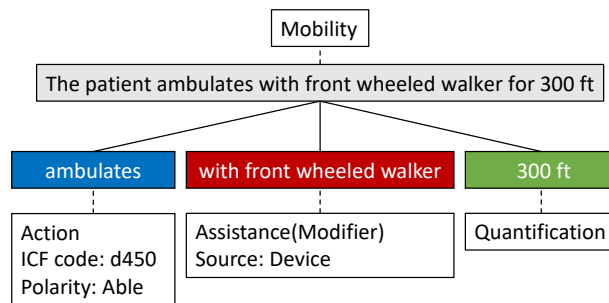 Mobility
The patient ambulates with front wheeled walker for 300 ft
ambulates
with front wheeled walker
300 ft
Action
ICF code: d450
Polarity: Able
Assistance(Modifier)
Source: Device
Quantification